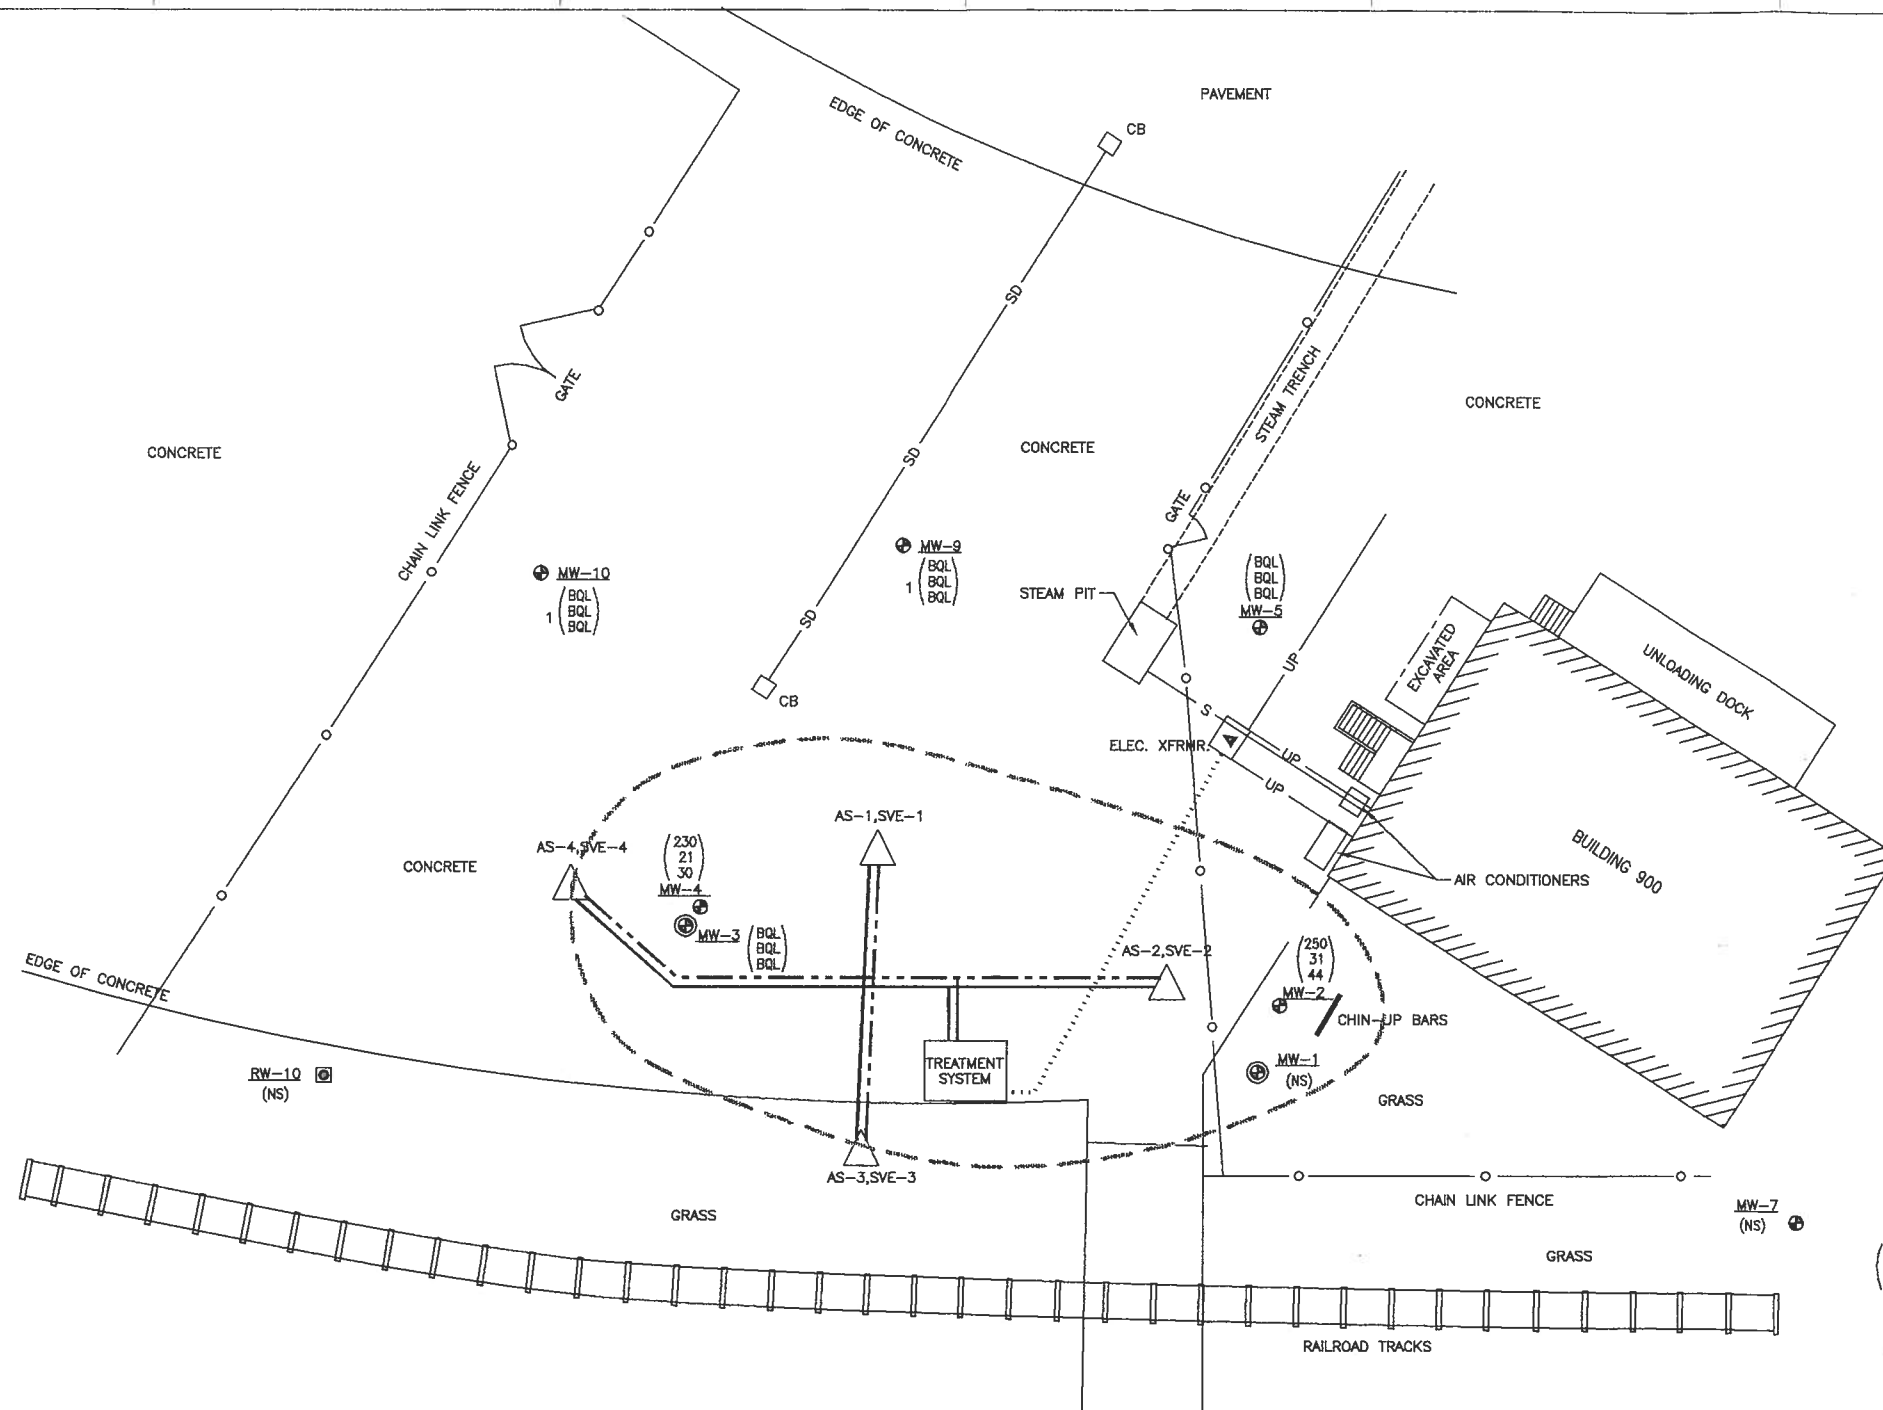 PAVEMENT
EDGE OF CONCRETE
CB
SD
STEAM TRENCH
GATE
CONCRETE
CONCRETE
CONCRETE
CHAIN LINK FENCE
SD
GATE
MW-9
1 (BQL
BQL
BQL)
MW-10
1 (BQL
BQL
BQL)
STEAM PIT
(BQL
BQL
BQL)
MW-5
SD
CB
UP
EXCAVATED
AREA
UNLOADING DOCK
S
ELEC. XFRMR.
UP
UP
AS-1,SVE-1
AS-4,SVE-4
(230
21
30)
MW-4
CONCRETE
BUILDING 900
AIR CONDITIONERS
MW-3 (BQL
BQL
BQL)
AS-2,SVE-2
(250
31
44)
MW-2
EDGE OF CONCRETE
CHIN-UP BARS
RW-10
(NS)
TREATMENT
SYSTEM
MW-1
(NS)
GRASS
AS-3,SVE-3
CHAIN LINK FENCE
MW-7
(NS)
GRASS
GRASS
RAILROAD TRACKS